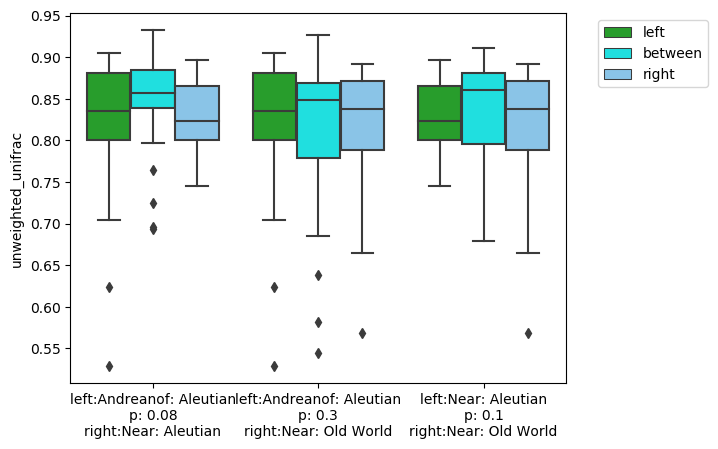 0.95
0.90
0.85
0.80
0.75
0.70
0.65
0.60
0.55
unweighted_unifrac
left
between
right
left:Andreanof: Aleutian
p: 0.08
right:Near: Aleutian
left:Andreanof: Aleutian
p: 0.3
right:Near: Old World
left:Near: Aleutian
p: 0.1
right:Near: Old World